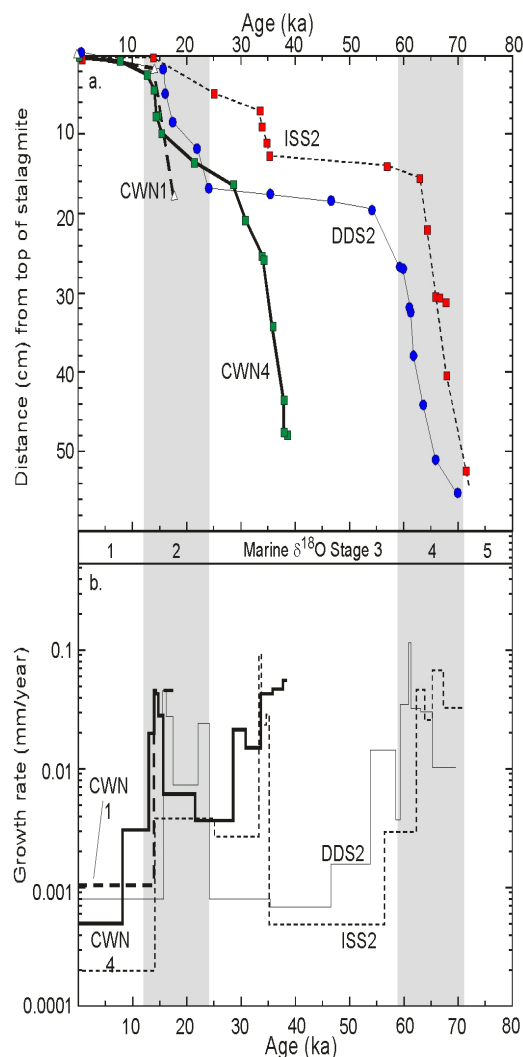 Age (ka)
0 10 20 30 40 50 60 70 80
a.
10
20
30
40
50
Distance (cm) from top of stalagmite
ISS2
CWN1
DDS2
CWN4
1 2 Marine δ18O Stage 3 4 5
b.
0.1
0.01
0.001
0.0001
Growth rate (mm/year)
CWN
1
DDS2
CWN
4
ISS2
0 10 20 30 40 50 60 70 80
Age (ka)